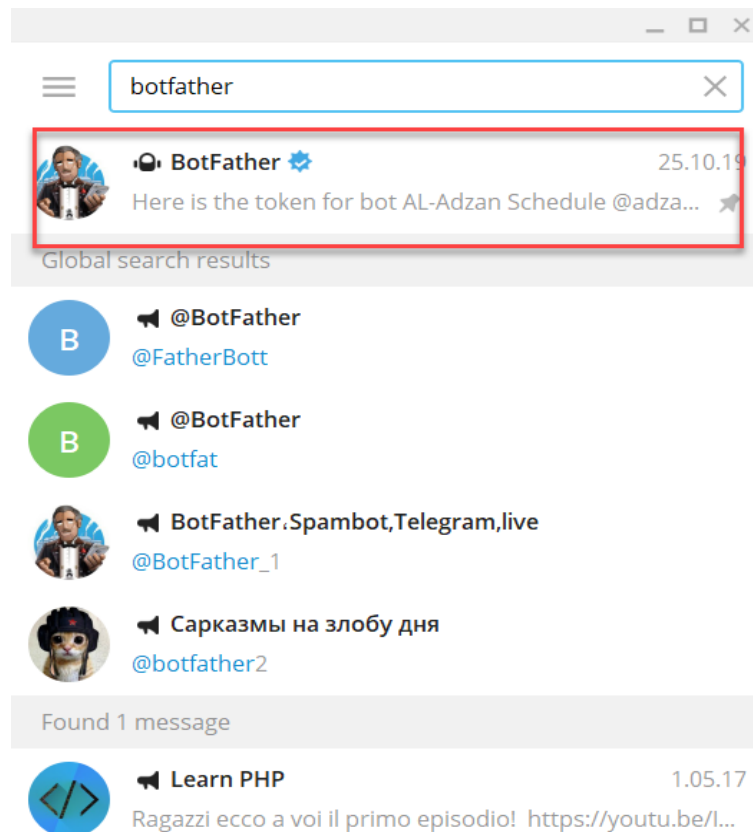 botfather
BotFather 25.10.19
Here is the token for bot AL-Adzan Schedule @adza...
Global search results
B
@BotFather
@FatherBott
B
@BotFather
@botfat
BotFather،Spambot,Telegram,live
@BotFather_1
Сарказмы на злобу дня
@botfather2
Found 1 message
Learn PHP 1.05.17
Ragazzi ecco a voi il primo episodio! https://youtu.be/I...